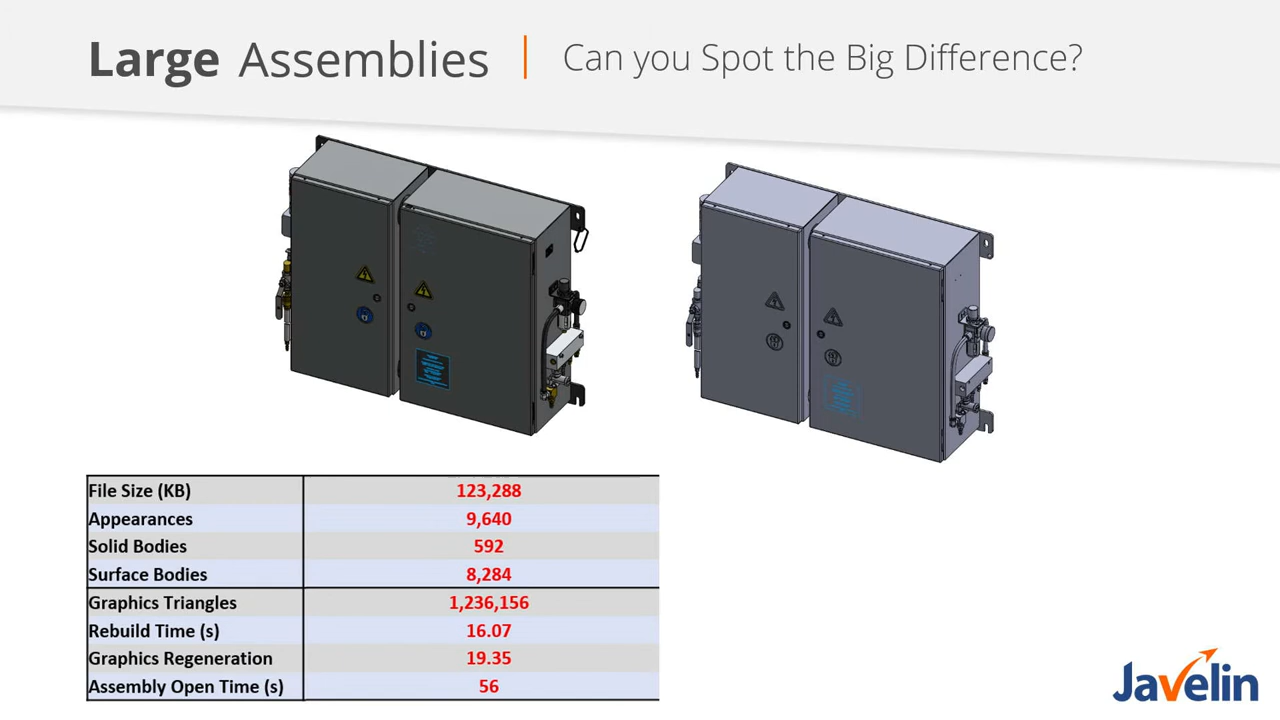 Large Assemblies | Can you Spot the Big Difference?
File Size (KB) 123,288
Appearances 9,640
Solid Bodies 592
Surface Bodies 8,284
Graphics Triangles 1,236,156
Rebuild Time (s) 16.07
Graphics Regeneration 19.35
Assembly Open Time (s) 56
Javelin